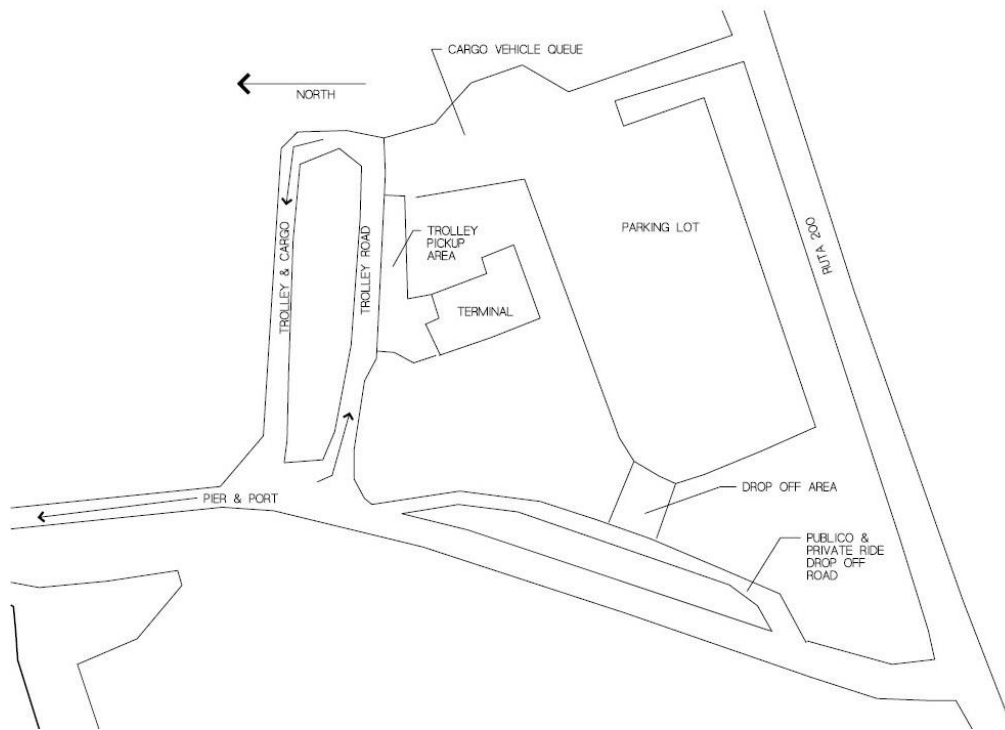 CARGO VEHICLE QUEUE
NORTH
TROLLEY & CARGO
TROLLEY ROAD
TROLLEY
PICKUP
AREA
TERMINAL
PARKING LOT
RUTA 200
PIER & PORT
DROP OFF AREA
PUBLICO &
PRIVATE RIDE
DROP OFF
ROAD